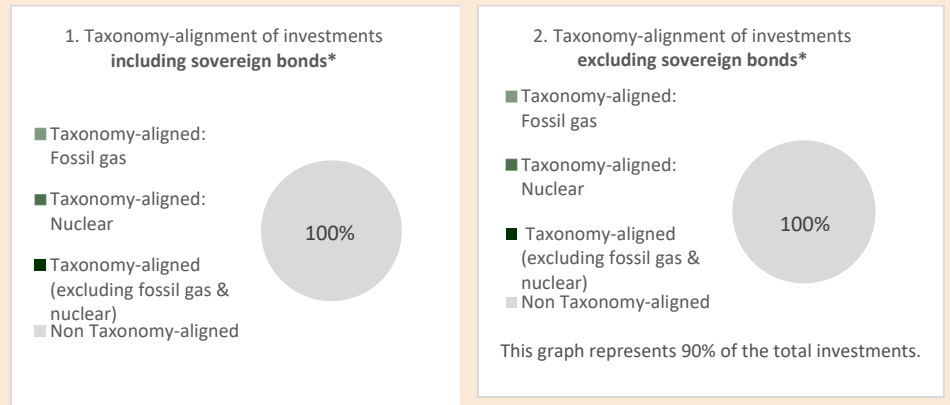 1. Taxonomy-alignment of investments
including sovereign bonds*
Taxonomy-aligned:
Fossil gas
Taxonomy-aligned:
Nuclear
Taxonomy-aligned
(excluding fossil gas &
nuclear)
Non Taxonomy-aligned
100%
2. Taxonomy-alignment of investments
excluding sovereign bonds*
Taxonomy-aligned:
Fossil gas
Taxonomy-aligned:
Nuclear
Taxonomy-aligned
(excluding fossil gas &
nuclear)
Non Taxonomy-aligned
100%
This graph represents 90% of the total investments.